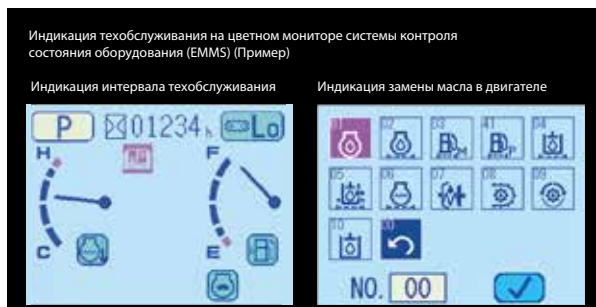 Индикация техобслуживания на цветном мониторе системы контроля
состояния оборудования (EMMS) (Пример)
Индикация интервала техобслуживания
Индикация замены масла в двигателе
P 01234 h Lo
H F
C E
01 02 03 41 04
M P
05 06 07 08 09
10 00
NO. 00